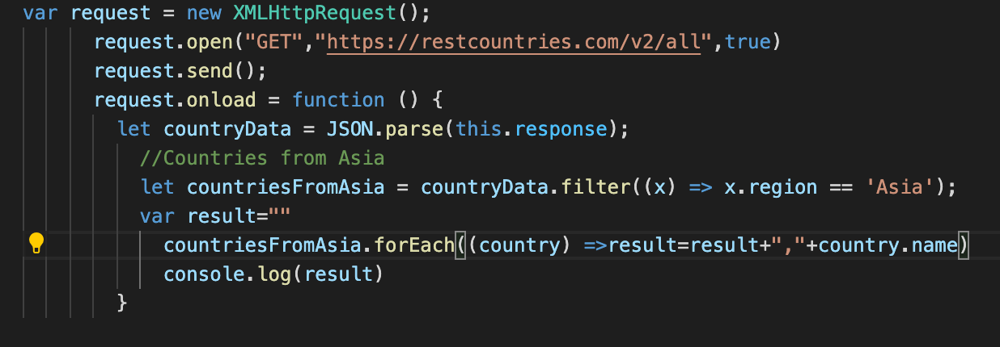 var request = new XMLHttpRequest();
request.open("GET","https://restcountries.com/v2/all",true)
request.send();
request.onload = function () {
let countryData = JSON.parse(this.response);
//Countries from Asia
let countriesFromAsia = countryData.filter((x) => x.region == 'Asia');
var result=""
countriesFromAsia.forEach((country) =>result=result+","+country.name)
console.log(result)
}